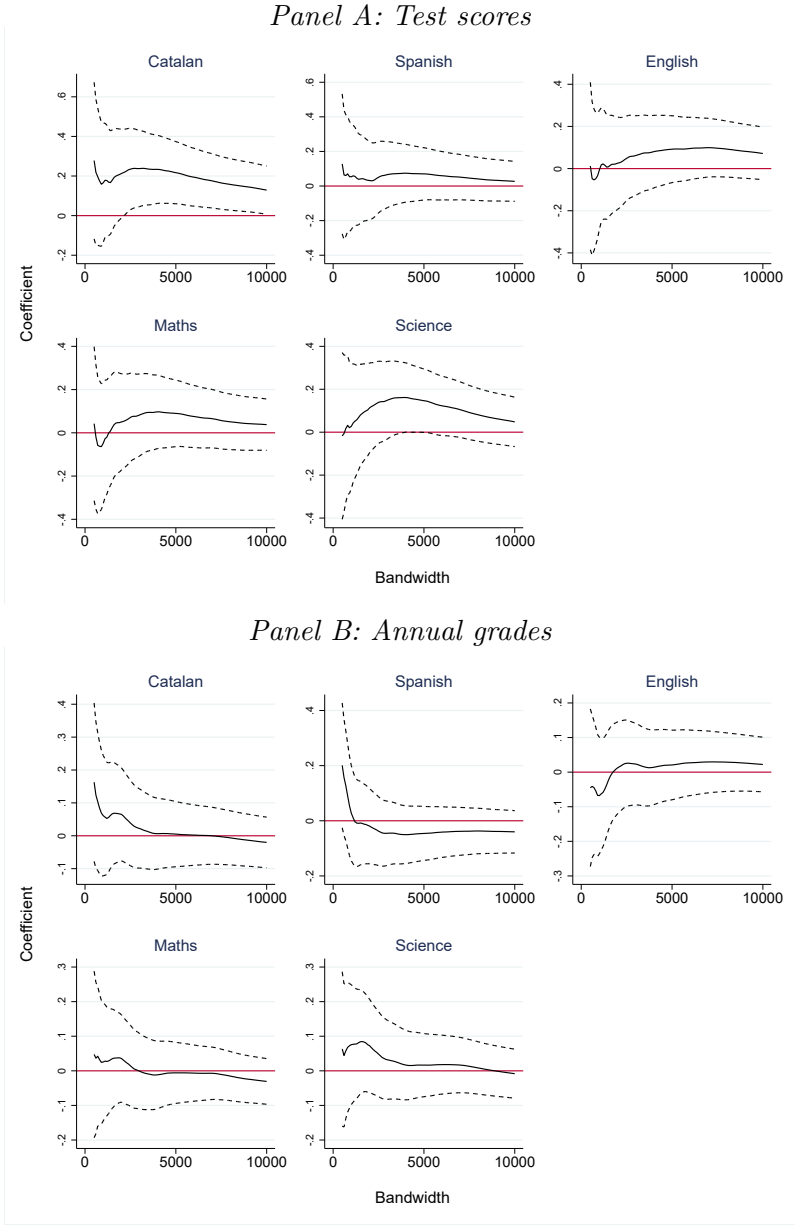 Panel A: Test scores
Catalan Spanish English
.6 .4 .2 0 -.2
.6 .4 .2 0 -.2 -.4
.4 .2 0 -.2 -.4
0 5000 10000 0 5000 10000 0 5000 10000
Coefficient
Maths Science
.4 .2 0 -.2 -.4
.4 .2 0 -.2 -.4
0 5000 10000 0 5000 10000
Bandwidth
Panel B: Annual grades
Catalan Spanish English
.4 .3 .2 .1 0 -.1
.4 .2 0 -.2
.2 .1 0 -.1 -.2 -.3
0 5000 10000 0 5000 10000 0 5000 10000
Coefficient
Maths Science
.3 .2 .1 0 -.1 -.2
.3 .2 .1 0 -.1 -.2
0 5000 10000 0 5000 10000
Bandwidth